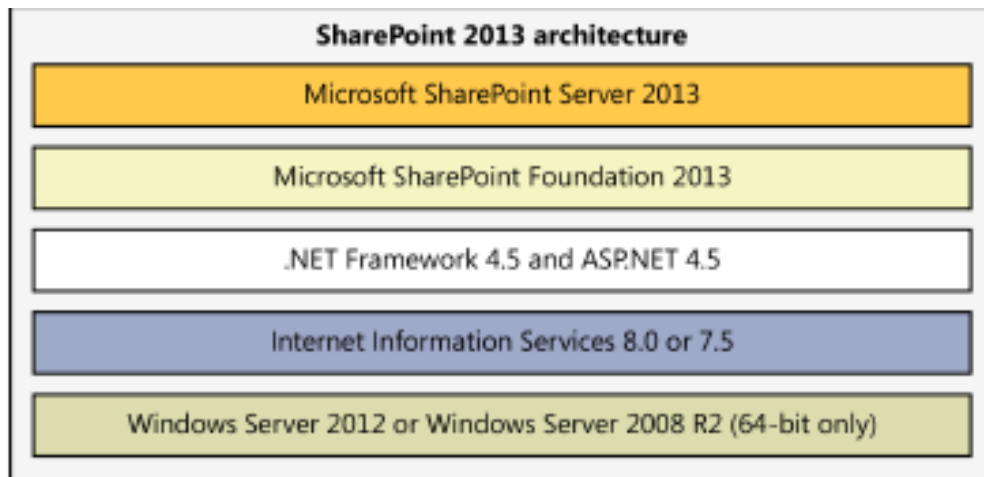 SharePoint 2013 architecture
Microsoft SharePoint Server 2013
Microsoft SharePoint Foundation 2013
.NET Framework 4.5 and ASP.NET 4.5
Internet Information Services 8.0 or 7.5
Windows Server 2012 or Windows Server 2008 R2 (64-bit only)